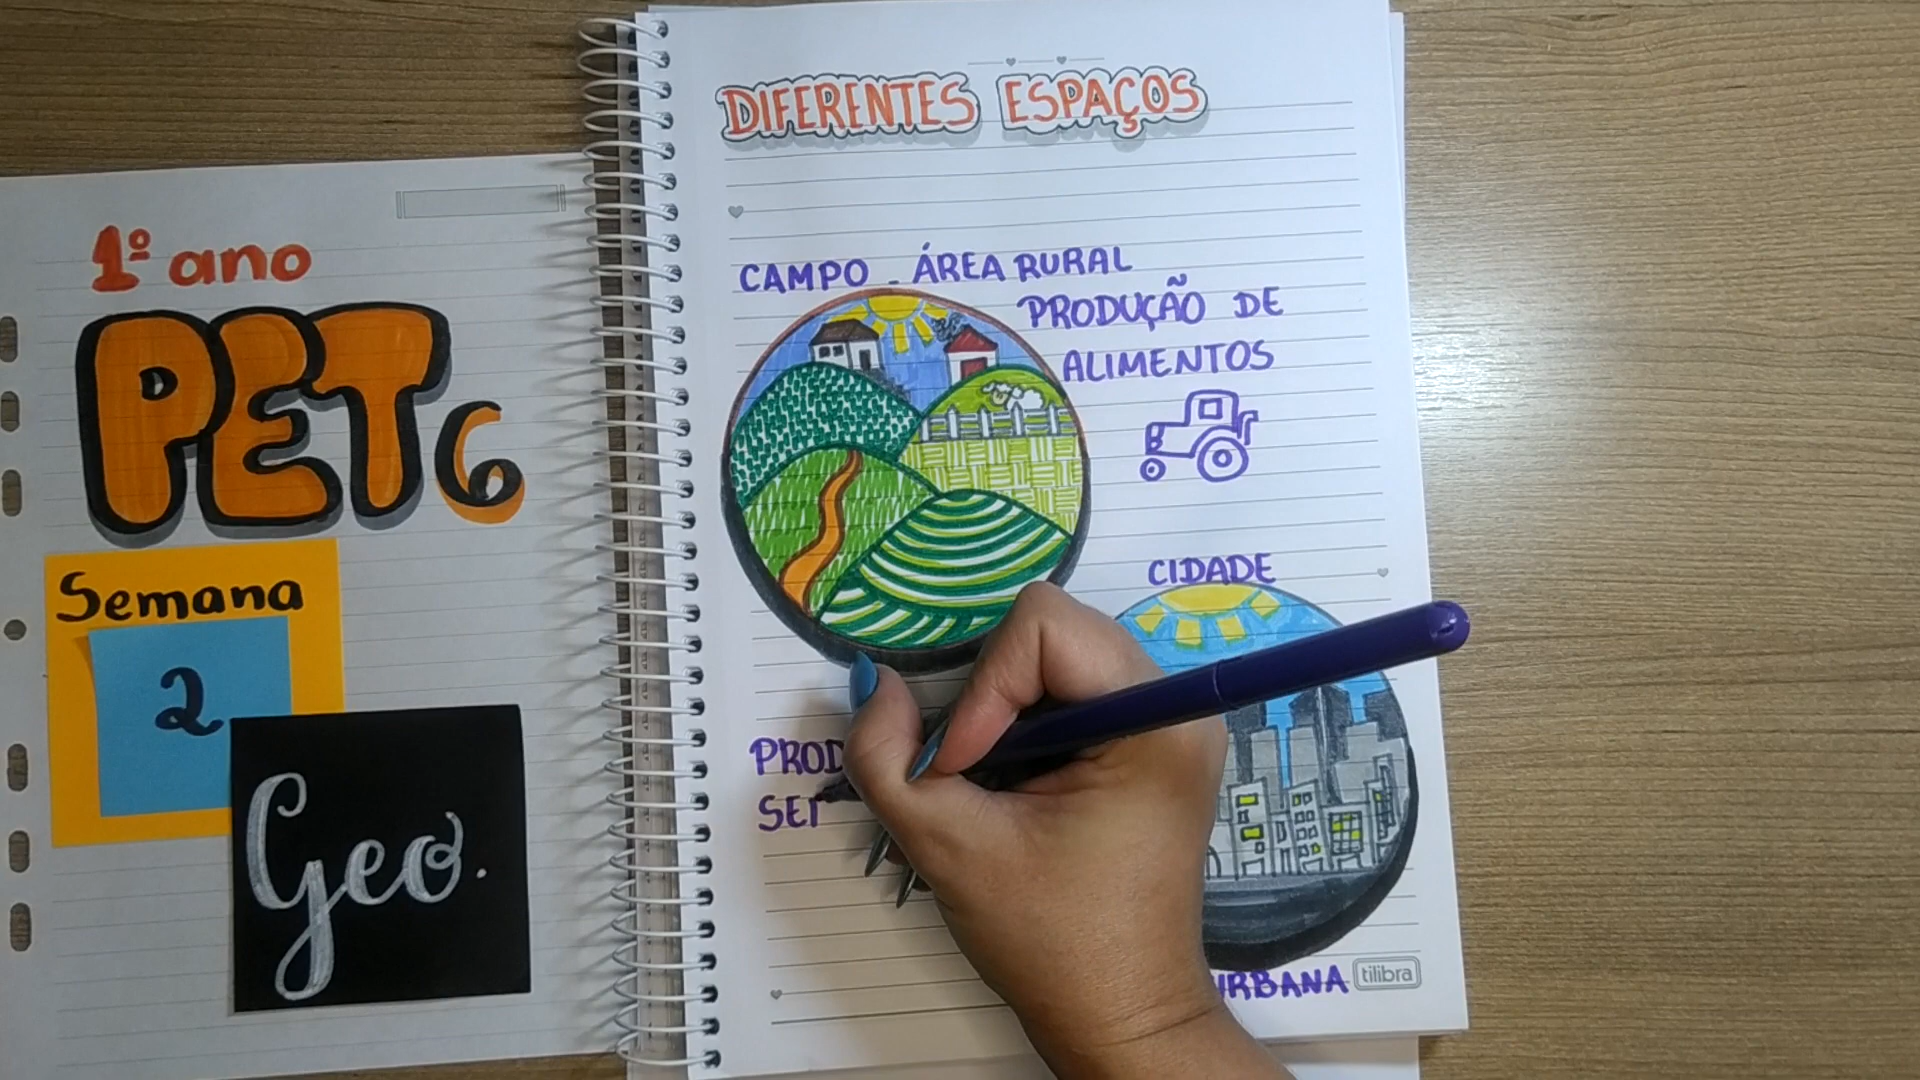 1º ano
PET 6
Semana
2
Geo.
DIFERENTES ESPAÇOS
CAMPO - ÁREA RURAL
PRODUÇÃO DE
ALIMENTOS
CIDADE
URBANA
tilibra